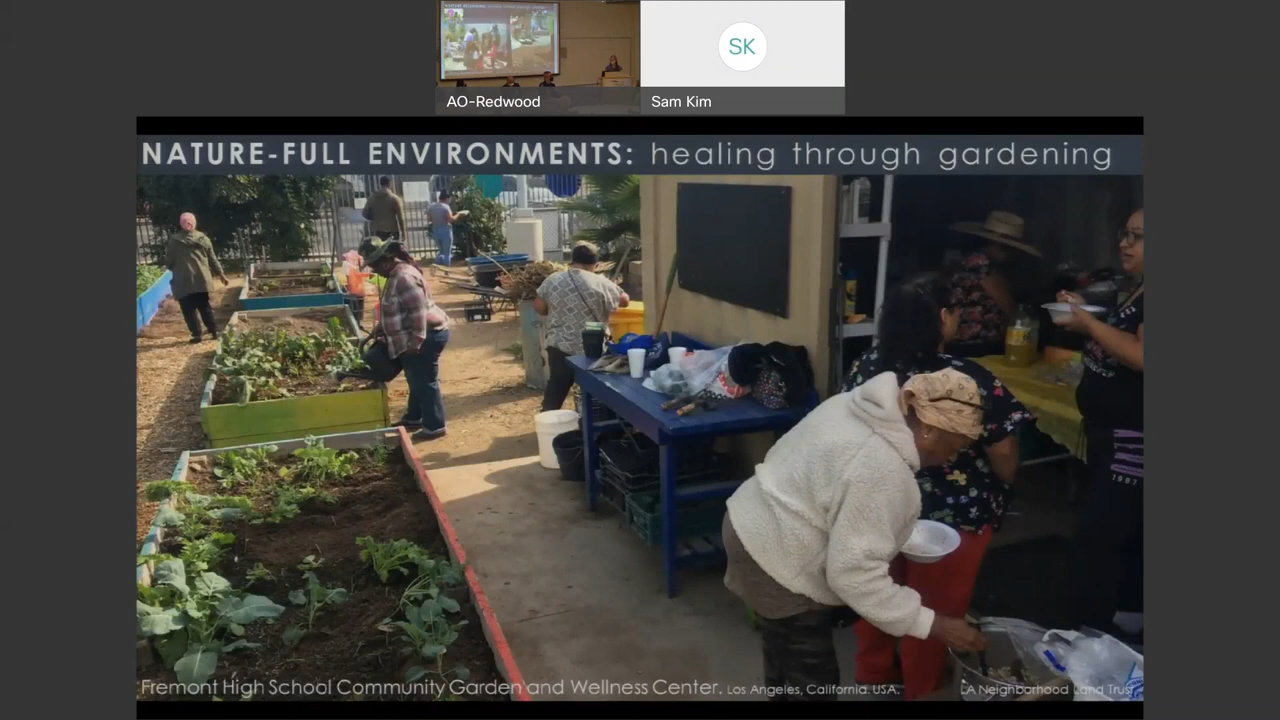 SK
AO-Redwood
Sam Kim
NATURE-FULL ENVIRONMENTS: healing through gardening
1987
Fremont High School Community Garden and Wellness Center. Los Angeles, California. USA.
LA Neighborhood Land Trust